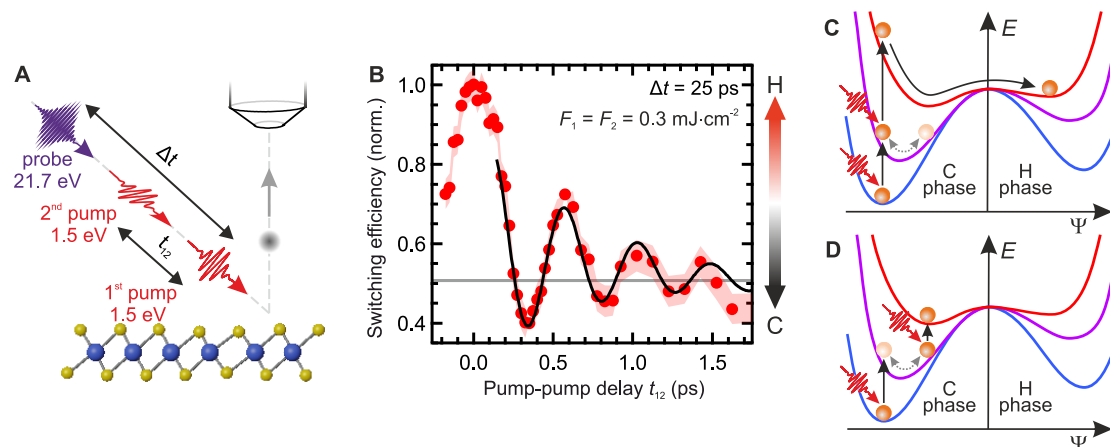 A
probe
21.7 eV
Δt
2nd pump
1.5 eV
t12
1st pump
1.5 eV
B
Switching efficiency (norm.)
1.0
0.8
0.6
0.4
Δt = 25 ps
F1 = F2 = 0.3 mJ·cm-2
0.0 0.5 1.0 1.5
Pump-pump delay t12 (ps)
H
C
C
E
C phase
H phase
Ψ
D
E
C phase
H phase
Ψ